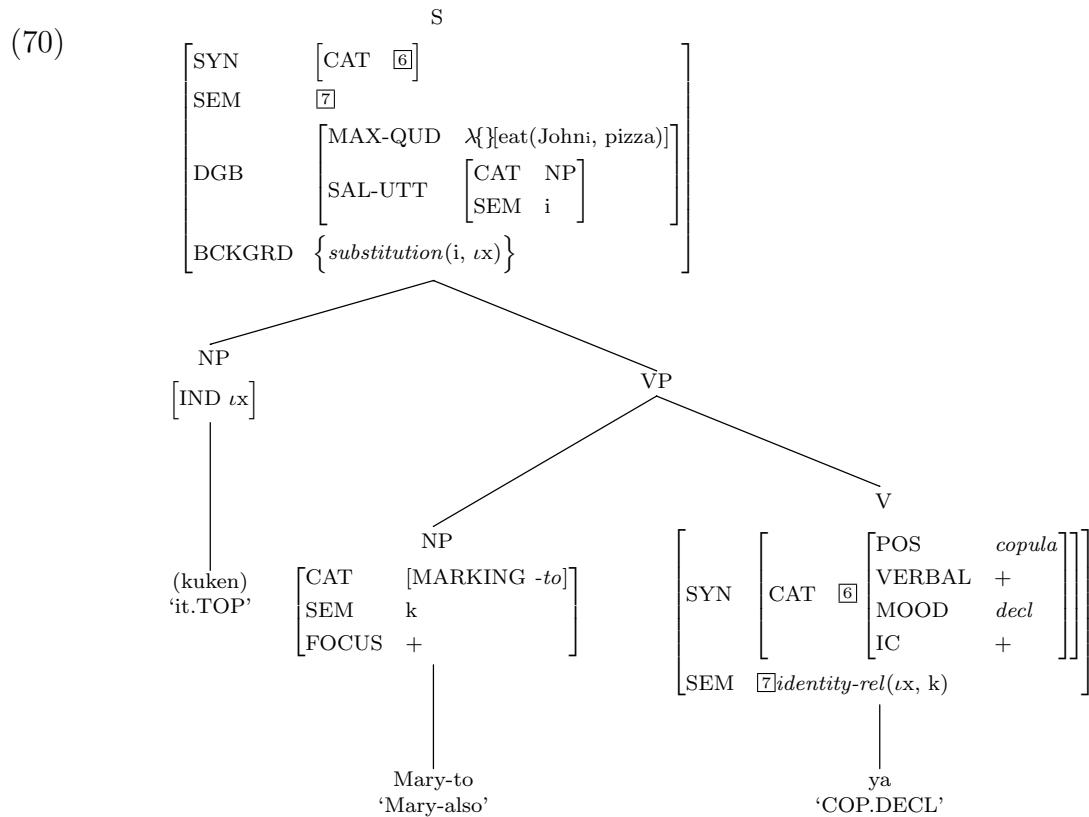 (70)
S
SYN [CAT 6]
SEM 7
DGB
MAX-QUD λ{}[eat(Johni, pizza)]
SAL-UTT
CAT NP
SEM i
BCKGRD {substitution(i, ιx)}
NP
[IND ιx]
(kuken)
‘it.TOP’
VP
NP
CAT [MARKING -to]
SEM k
FOCUS +
Mary-to
‘Mary-also’
V
SYN CAT 6
POS copula
VERBAL +
MOOD decl
IC +
SEM 7 identity-rel(ιx, k)
ya
‘COP.DECL’